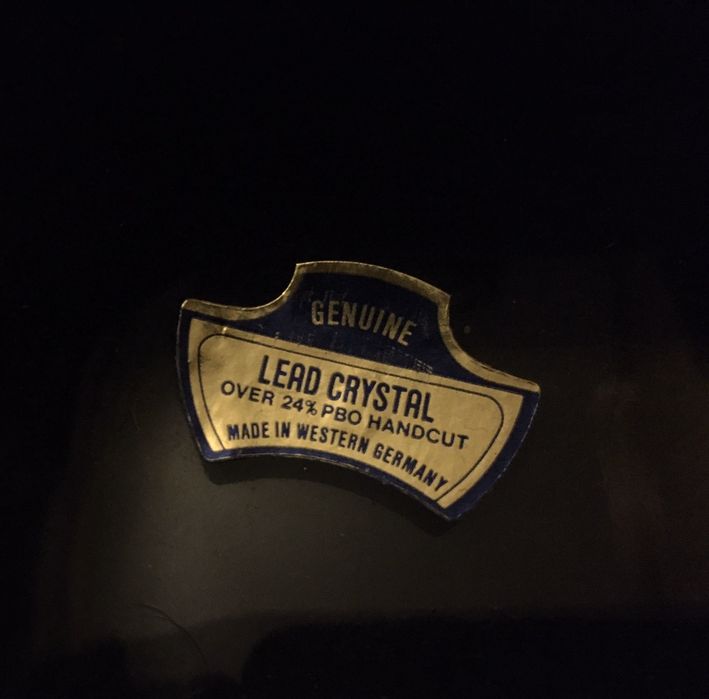 GENUINE
LEAD CRYSTAL
OVER 24% PBO HANDCUT
MADE IN WESTERN GERMANY